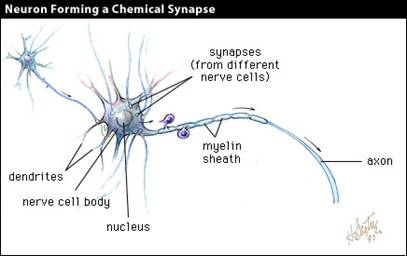 Neuron Forming a Chemical Synapse
synapses
(from different
nerve cells)
myelin
sheath
axon
dendrites
nerve cell body
nucleus